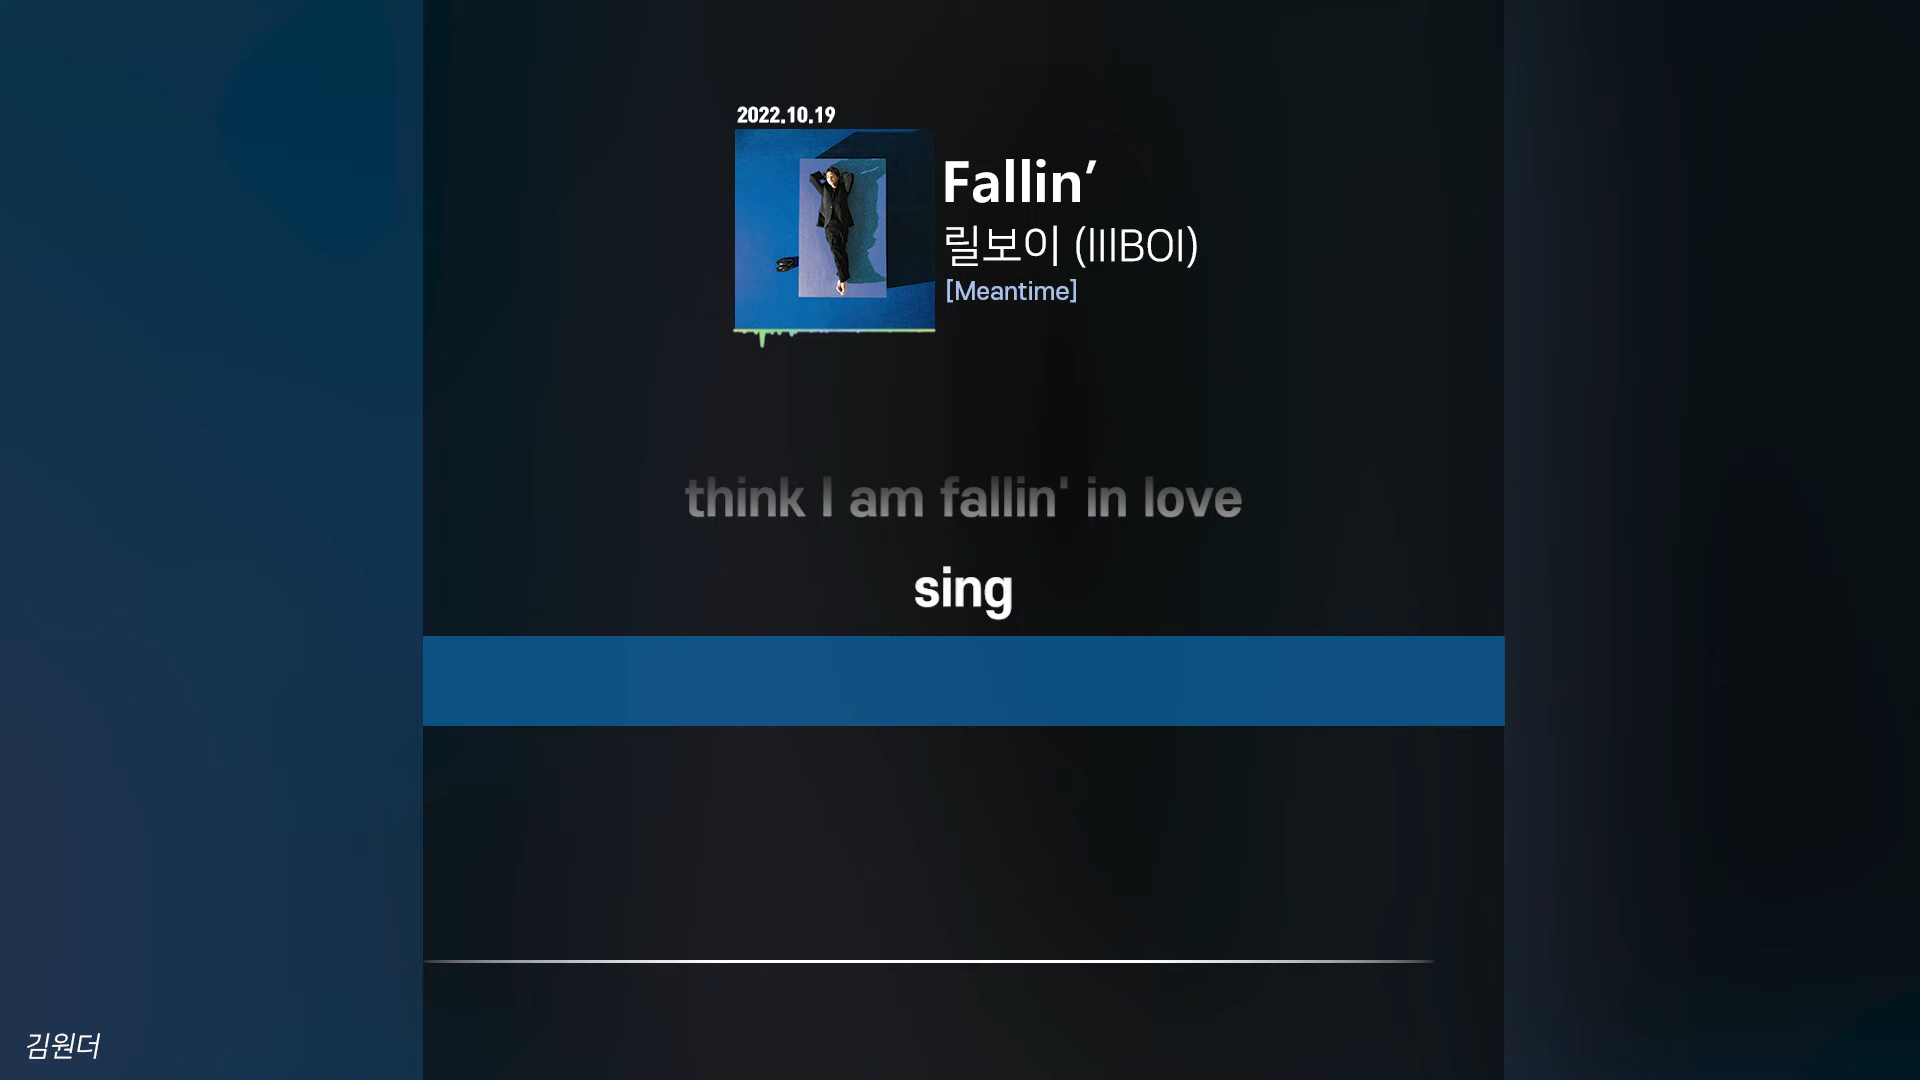 2022.10.19
Fallin’
릴보이 (lIlBOI)
[Meantime]
think I am fallin' in love
sing
김원더